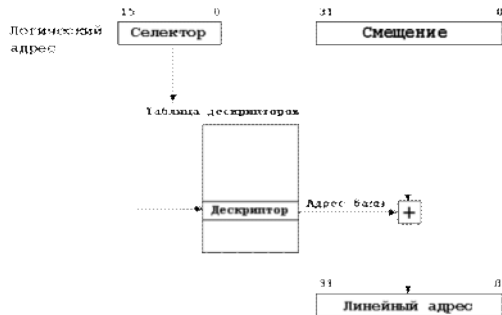 15 0 31 0
Логический адрес
Селектор
Смещение
Таблица дескрипторов
Дескриптор
Адрес базы
+
31 0
Линейный адрес